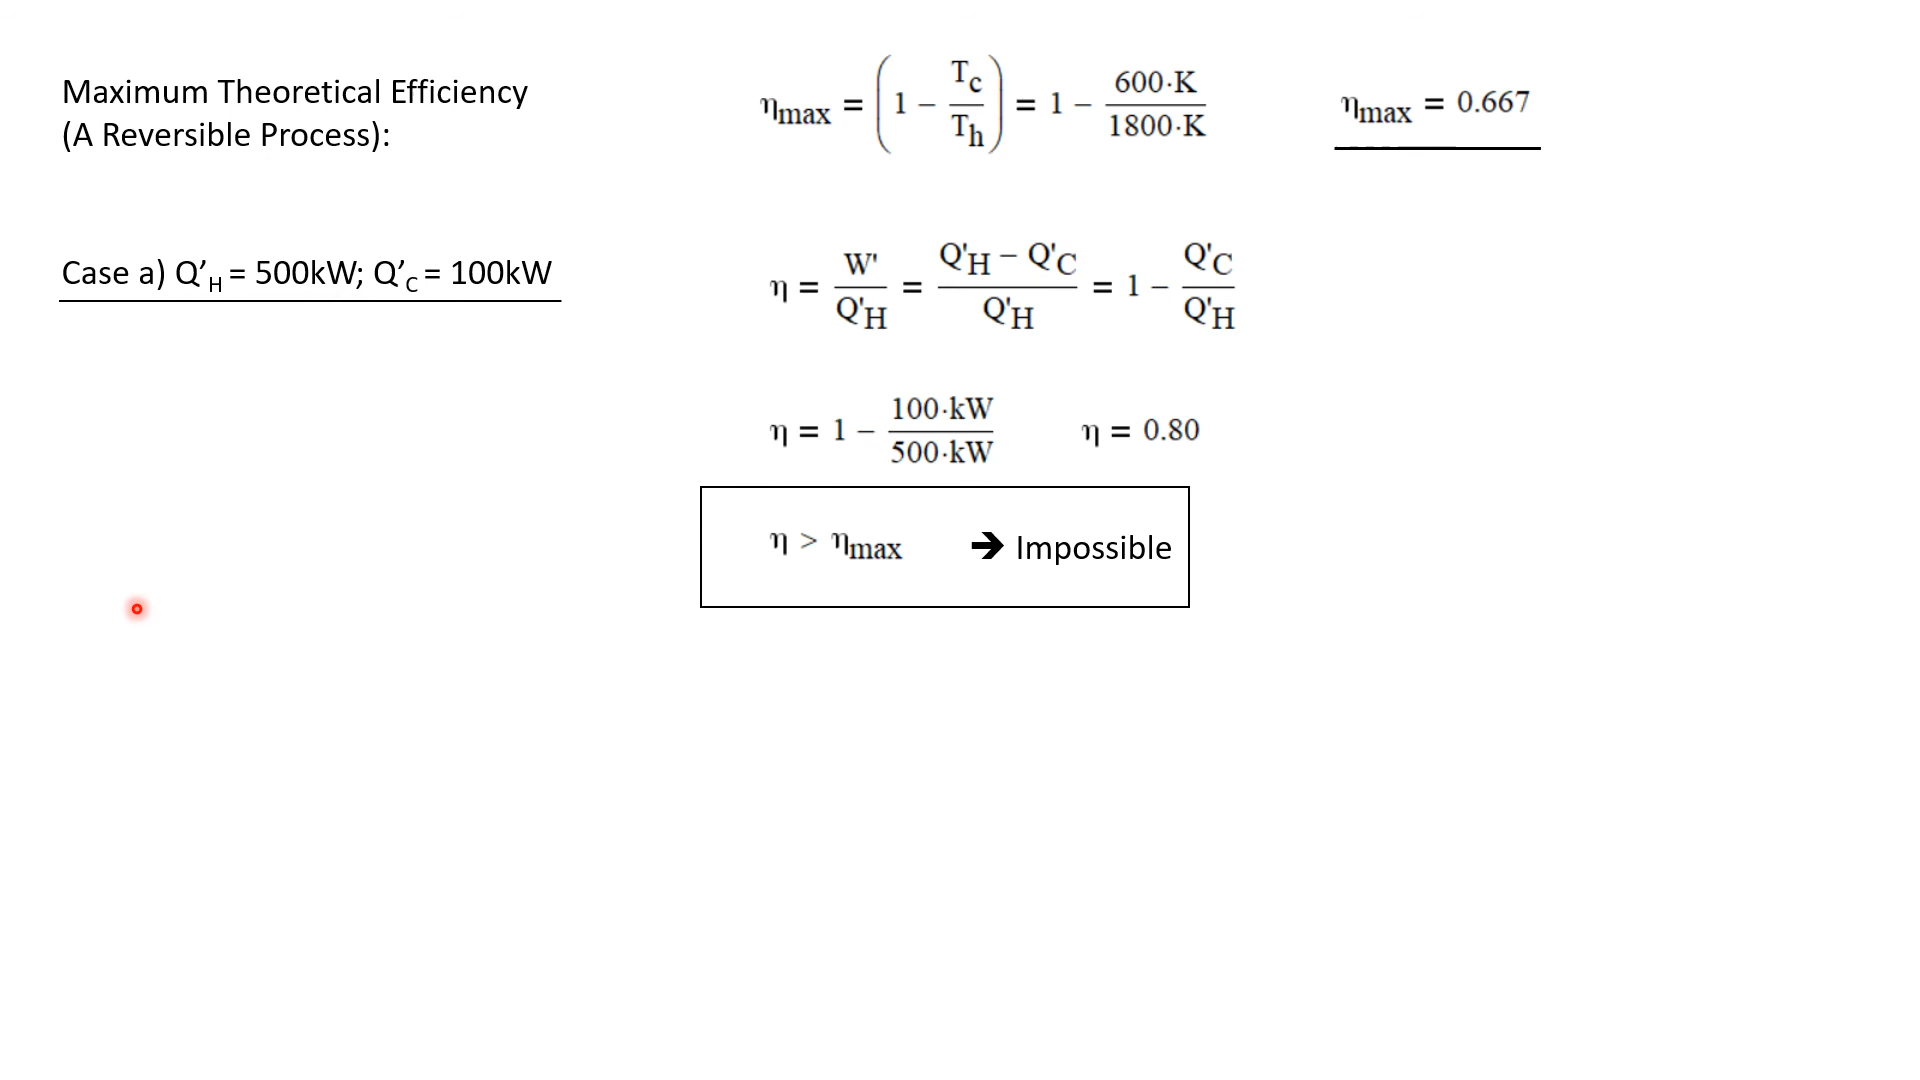 Maximum Theoretical Efficiency
(A Reversible Process):
ηmax = (1 − Tc/Th) = 1 − 600·K/1800·K
ηmax = 0.667
Case a) Q’H = 500kW; Q’C = 100kW
η = W'/Q'H = Q'H − Q'C/Q'H = 1 − Q'C/Q'H
η = 1 − 100·kW/500·kW
η = 0.80
η > ηmax 🡺 Impossible